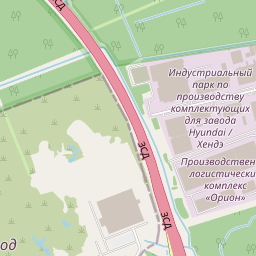 ЗСД
Индустриальный
парк по
производству
комплектующих
для завода
Hyundai /
Хендэ
ЗСД
Производствен
логистически
комплекс
«Орион»
ЗСД
од